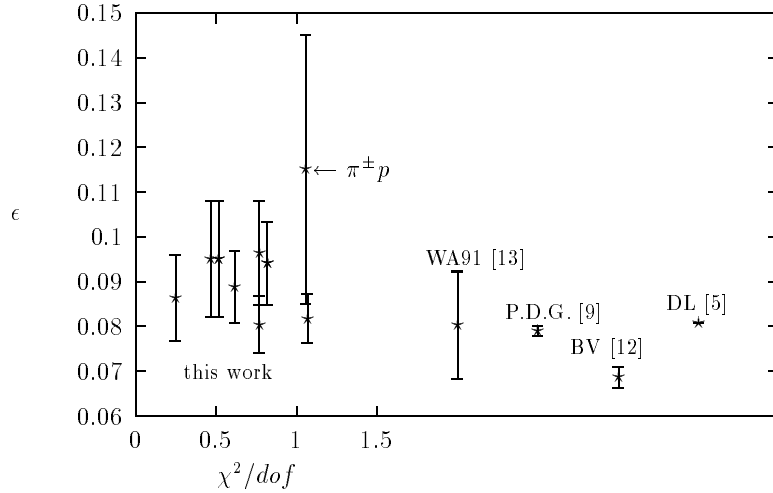 0.15
0.14
0.13
0.12
← π±p
0.11
ϵ
0.1
WA91 [13]
0.09
P.D.G. [9]
DL [5]
0.08
BV [12]
0.07
this work
0.06
0 0.5 1 1.5
χ²/dof